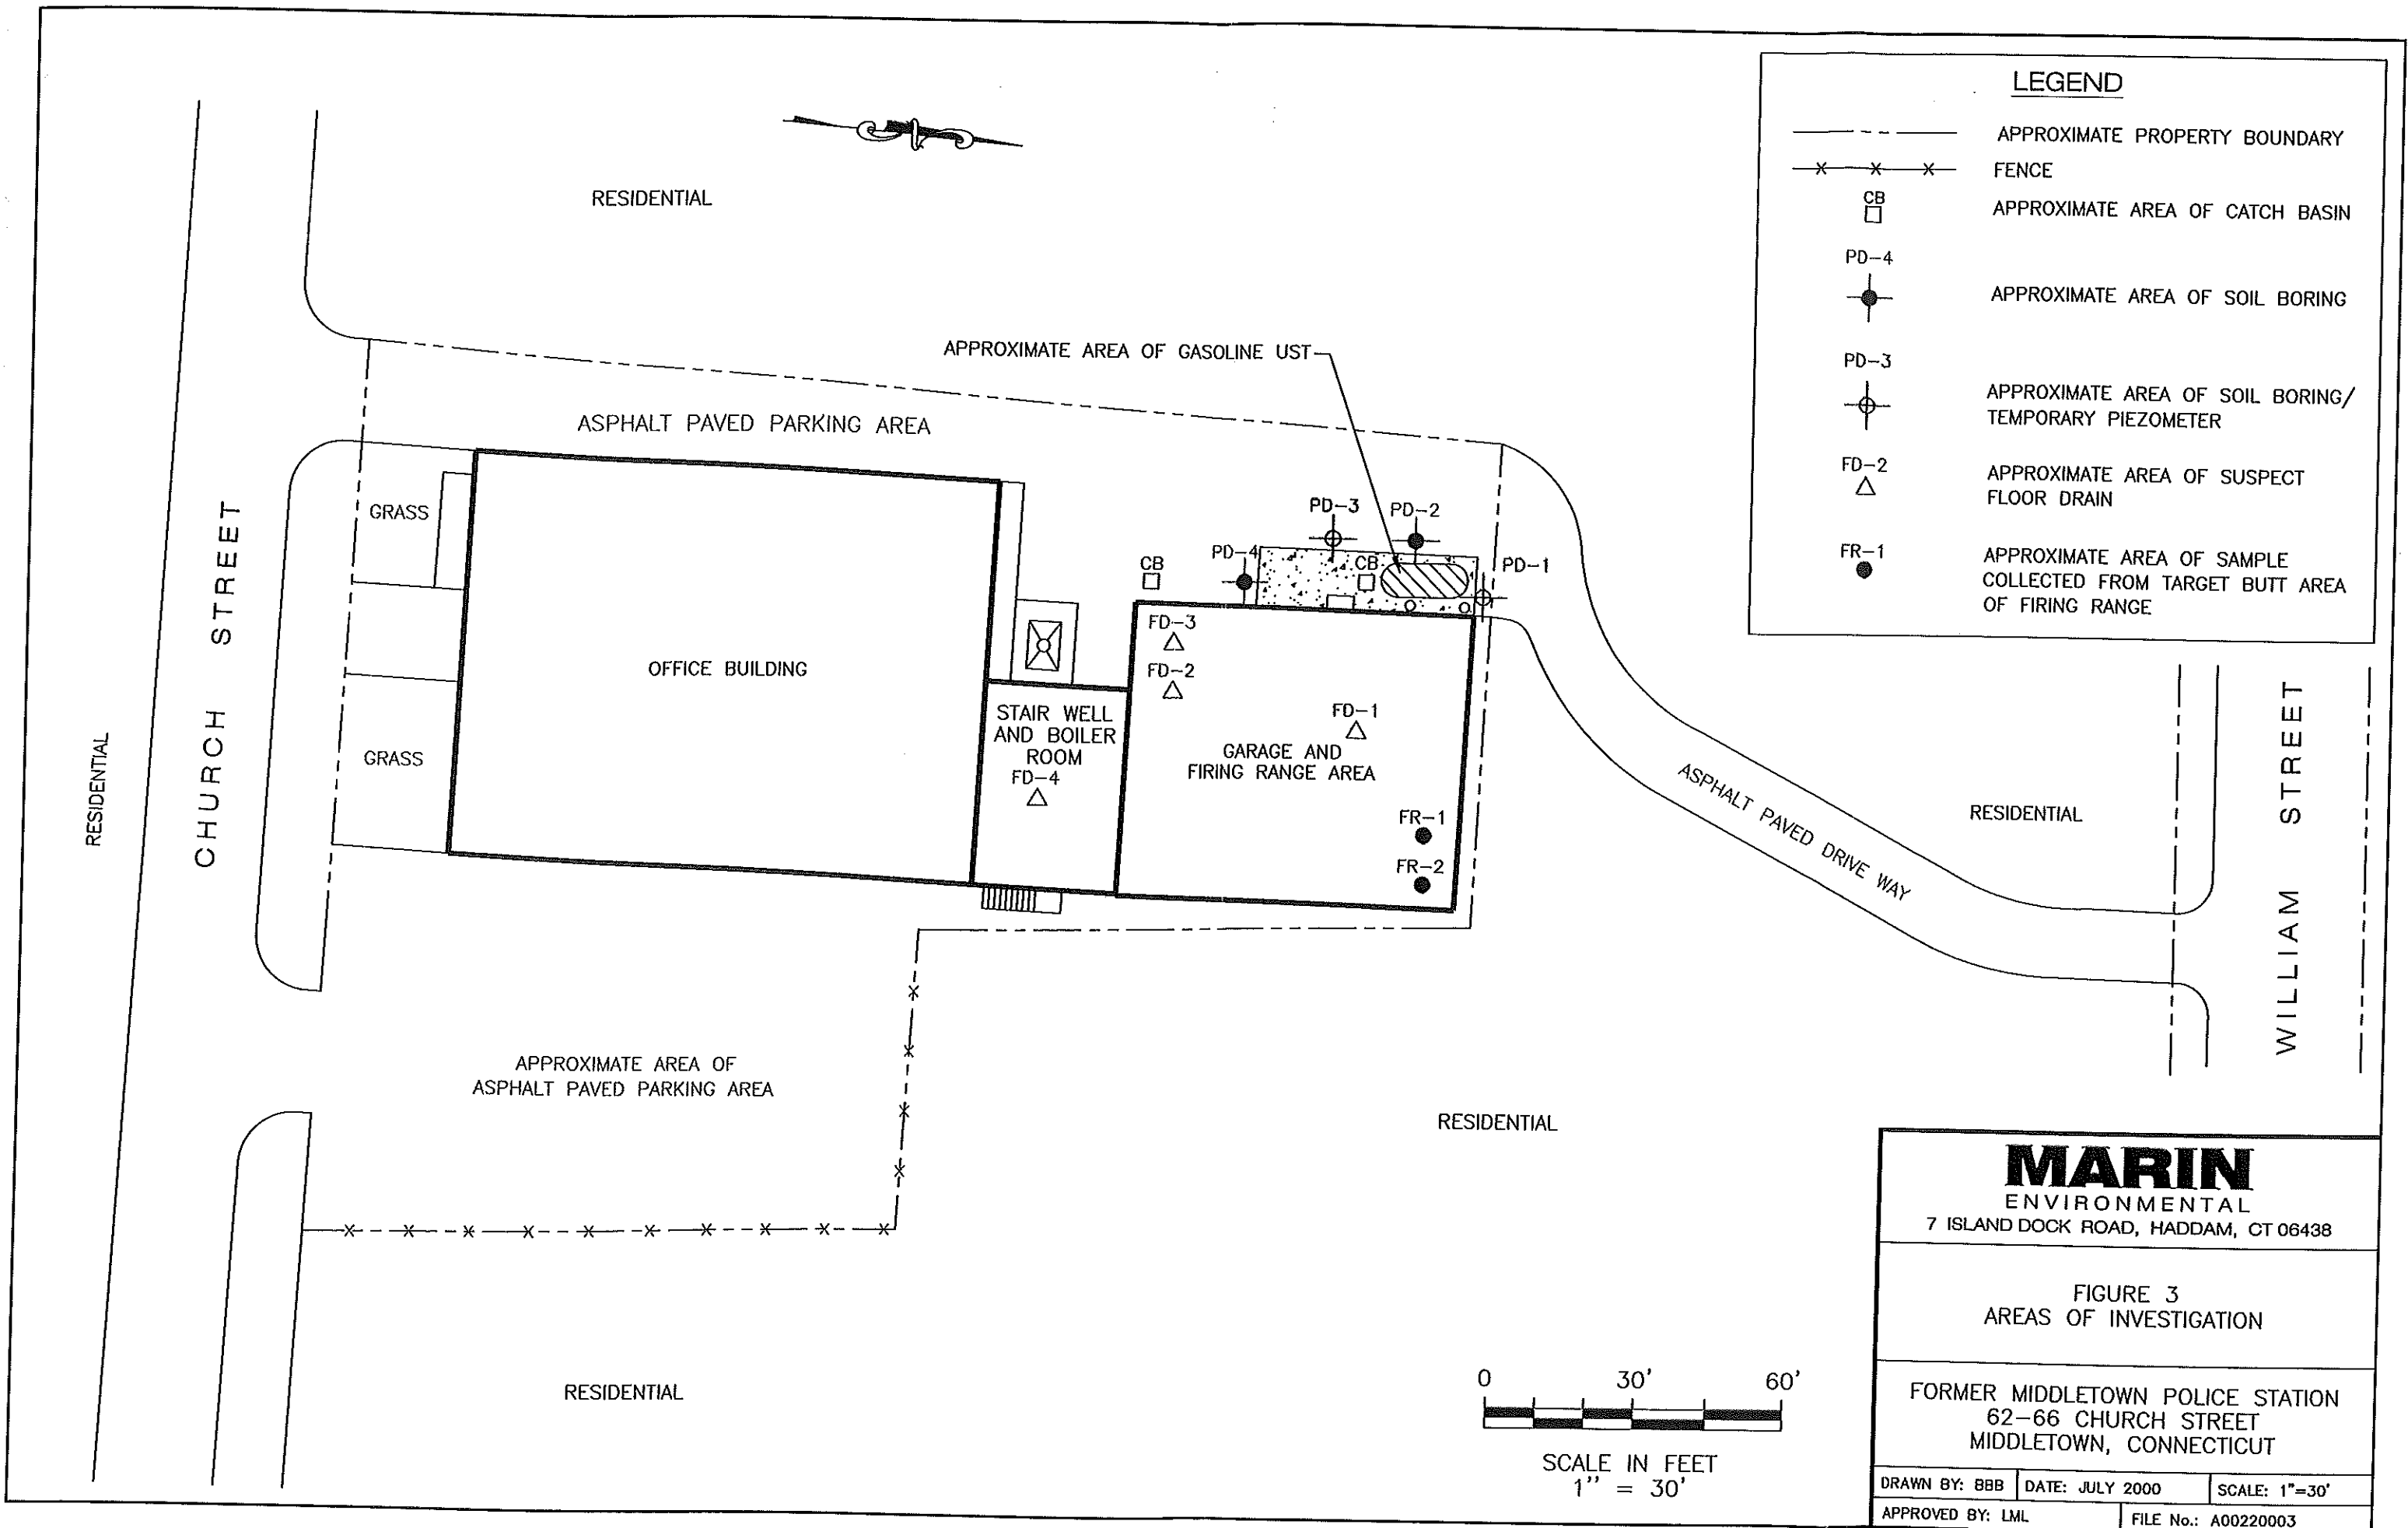 LEGEND
APPROXIMATE PROPERTY BOUNDARY
FENCE
CB
APPROXIMATE AREA OF CATCH BASIN
PD-4
APPROXIMATE AREA OF SOIL BORING
PD-3
APPROXIMATE AREA OF SOIL BORING/
TEMPORARY PIEZOMETER
FD-2
APPROXIMATE AREA OF SUSPECT
FLOOR DRAIN
FR-1
APPROXIMATE AREA OF SAMPLE
COLLECTED FROM TARGET BUTT AREA
OF FIRING RANGE
RESIDENTIAL
APPROXIMATE AREA OF GASOLINE UST
ASPHALT PAVED PARKING AREA
RESIDENTIAL
CHURCH STREET
GRASS
GRASS
OFFICE BUILDING
CB
PD-4
PD-3
PD-2
CB
PD-1
FD-3
FD-2
FD-1
STAIR WELL
AND BOILER
ROOM
FD-4
GARAGE AND
FIRING RANGE AREA
FR-1
FR-2
ASPHALT PAVED DRIVE WAY
RESIDENTIAL
WILLIAM STREET
APPROXIMATE AREA OF
ASPHALT PAVED PARKING AREA
RESIDENTIAL
RESIDENTIAL
0 30' 60'
SCALE IN FEET
1" = 30'
MARIN
ENVIRONMENTAL
7 ISLAND DOCK ROAD, HADDAM, CT 06438
FIGURE 3
AREAS OF INVESTIGATION
FORMER MIDDLETOWN POLICE STATION
62-66 CHURCH STREET
MIDDLETOWN, CONNECTICUT
DRAWN BY: BBB DATE: JULY 2000 SCALE: 1"=30'
APPROVED BY: LML FILE No.: A00220003